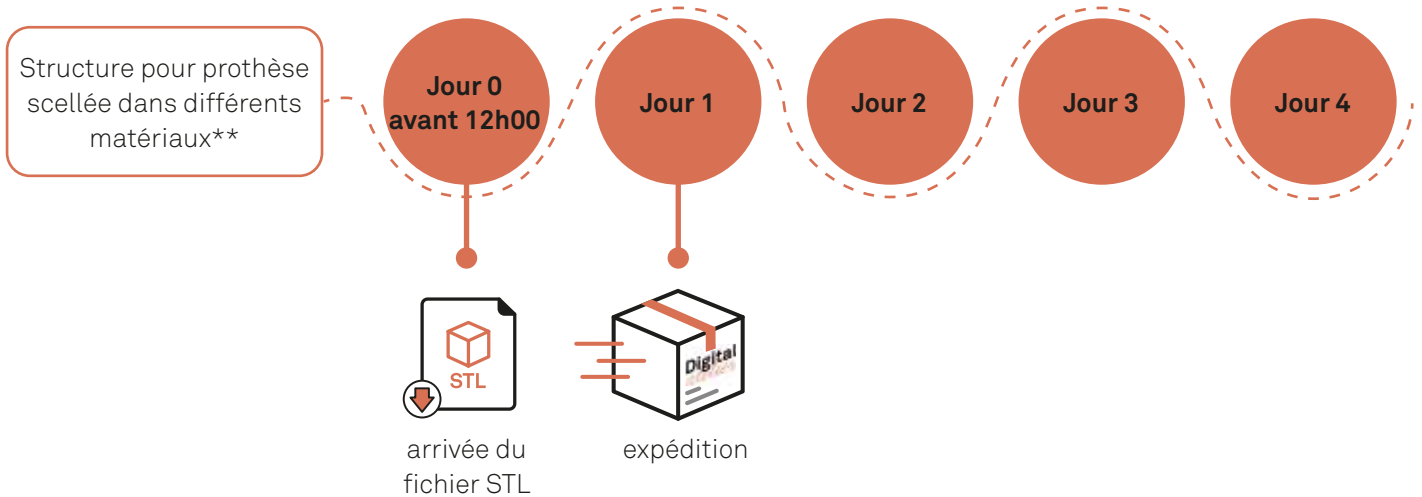 Structure pour prothèse
scellée dans différents
matériaux**
Jour 0
avant 12h00
Jour 1
Jour 2
Jour 3
Jour 4
STL
Digital
arrivée du
fichier STL
expédition